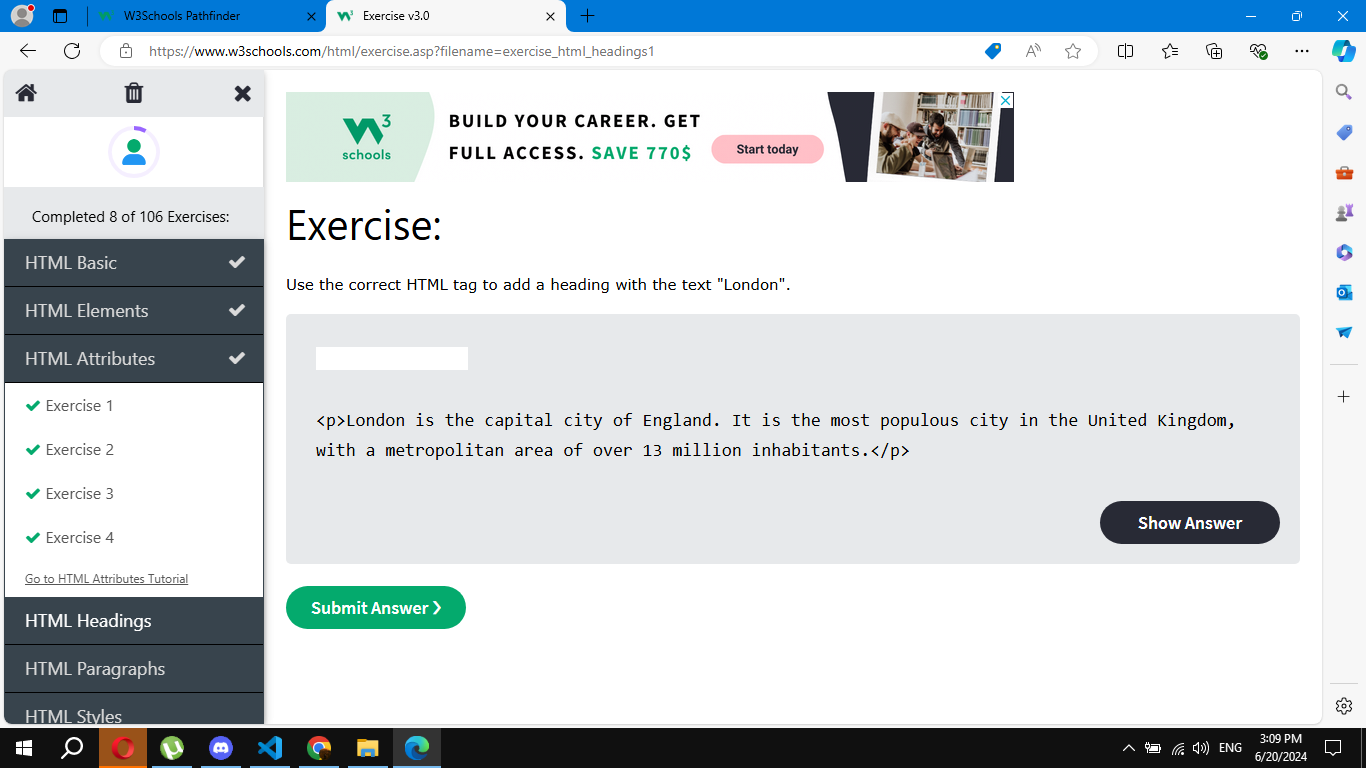 W3Schools Pathfinder
Exercise v3.0
https://www.w3schools.com/html/exercise.asp?filename=exercise_html_headings1
Completed 8 of 106 Exercises:
HTML Basic
HTML Elements
HTML Attributes
Exercise 1
Exercise 2
Exercise 3
Exercise 4
Go to HTML Attributes Tutorial
HTML Headings
HTML Paragraphs
HTML Styles
W3
schools
BUILD YOUR CAREER. GET
FULL ACCESS. SAVE 770$
Start today
Exercise:
Use the correct HTML tag to add a heading with the text "London".
<p>London is the capital city of England. It is the most populous city in the United Kingdom,
with a metropolitan area of over 13 million inhabitants.</p>
Show Answer
Submit Answer ❯
ENG
3:09 PM
6/20/2024